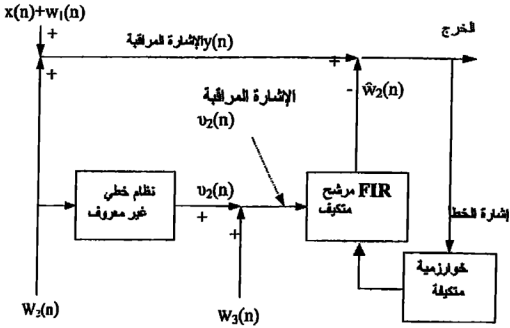 x(n)+w₁(n)
+
الخرج
الإشارة المراقبة y(n)
+
+
- ŵ₂(n)
الإشارة المراقبة
υ₂(n)
نظام خطي
غير معروف
υ₂(n)
+
+
مرشح FIR
متكيف
إشارة الخطأ
خوارزمية
متكيفة
W₂(n)
W₃(n)